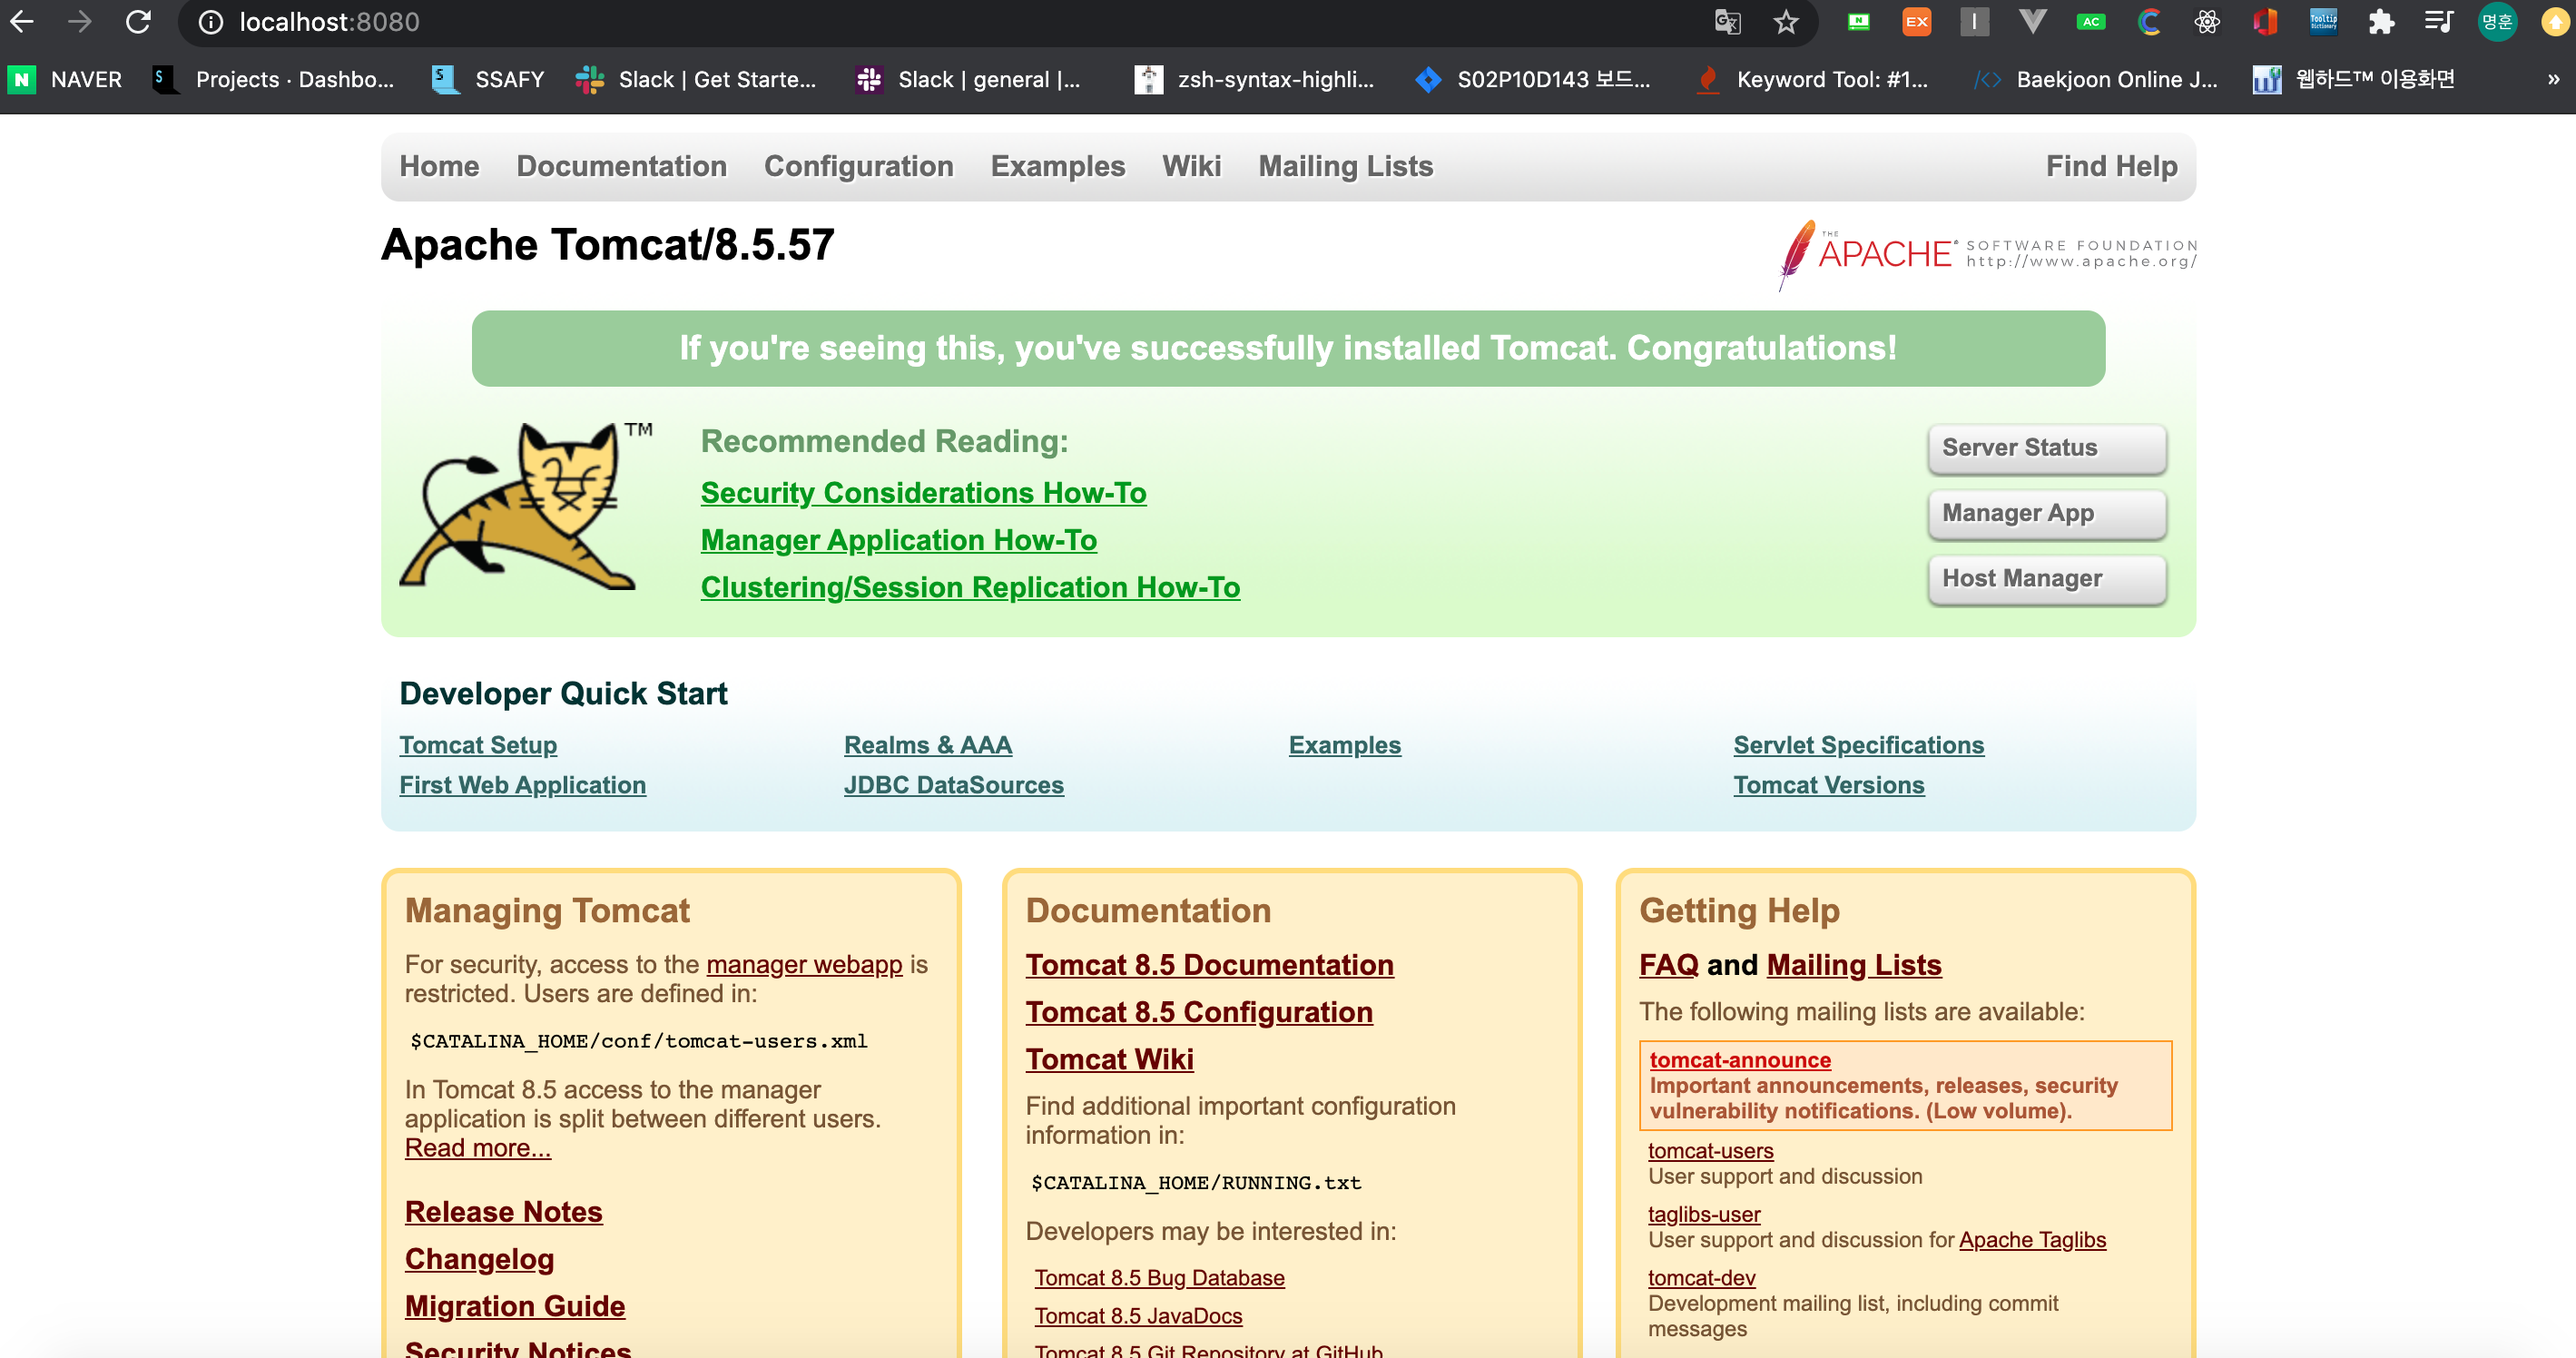 localhost:8080
NAVER
Projects · Dashbo...
SSAFY
Slack | Get Starte...
Slack | general |...
zsh-syntax-highli...
S02P10D143 보드...
Keyword Tool: #1...
Baekjoon Online J...
웹하드™ 이용화면
»
EX
AC
명훈
Home Documentation Configuration Examples Wiki Mailing Lists Find Help
Apache Tomcat/8.5.57
THE APACHE® SOFTWARE FOUNDATION
http://www.apache.org/
If you're seeing this, you've successfully installed Tomcat. Congratulations!
TM
Recommended Reading:
Security Considerations How-To
Manager Application How-To
Clustering/Session Replication How-To
Server Status
Manager App
Host Manager
Developer Quick Start
Tomcat Setup
First Web Application
Realms & AAA
JDBC DataSources
Examples
Servlet Specifications
Tomcat Versions
Managing Tomcat
For security, access to the manager webapp is
restricted. Users are defined in:
$CATALINA_HOME/conf/tomcat-users.xml
In Tomcat 8.5 access to the manager
application is split between different users.
Read more...
Release Notes
Changelog
Migration Guide
Security Notices
Documentation
Tomcat 8.5 Documentation
Tomcat 8.5 Configuration
Tomcat Wiki
Find additional important configuration
information in:
$CATALINA_HOME/RUNNING.txt
Developers may be interested in:
Tomcat 8.5 Bug Database
Tomcat 8.5 JavaDocs
Tomcat 8.5 Git Repository at GitHub
Getting Help
FAQ and Mailing Lists
The following mailing lists are available:
tomcat-announce
Important announcements, releases, security
vulnerability notifications. (Low volume).
tomcat-users
User support and discussion
taglibs-user
User support and discussion for Apache Taglibs
tomcat-dev
Development mailing list, including commit
messages